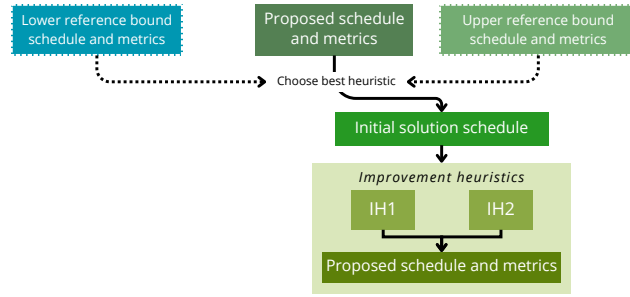 Lower reference bound
schedule and metrics
Proposed schedule
and metrics
Upper reference bound
schedule and metrics
Choose best heuristic
Initial solution schedule
Improvement heuristics
IH1
IH2
Proposed schedule and metrics